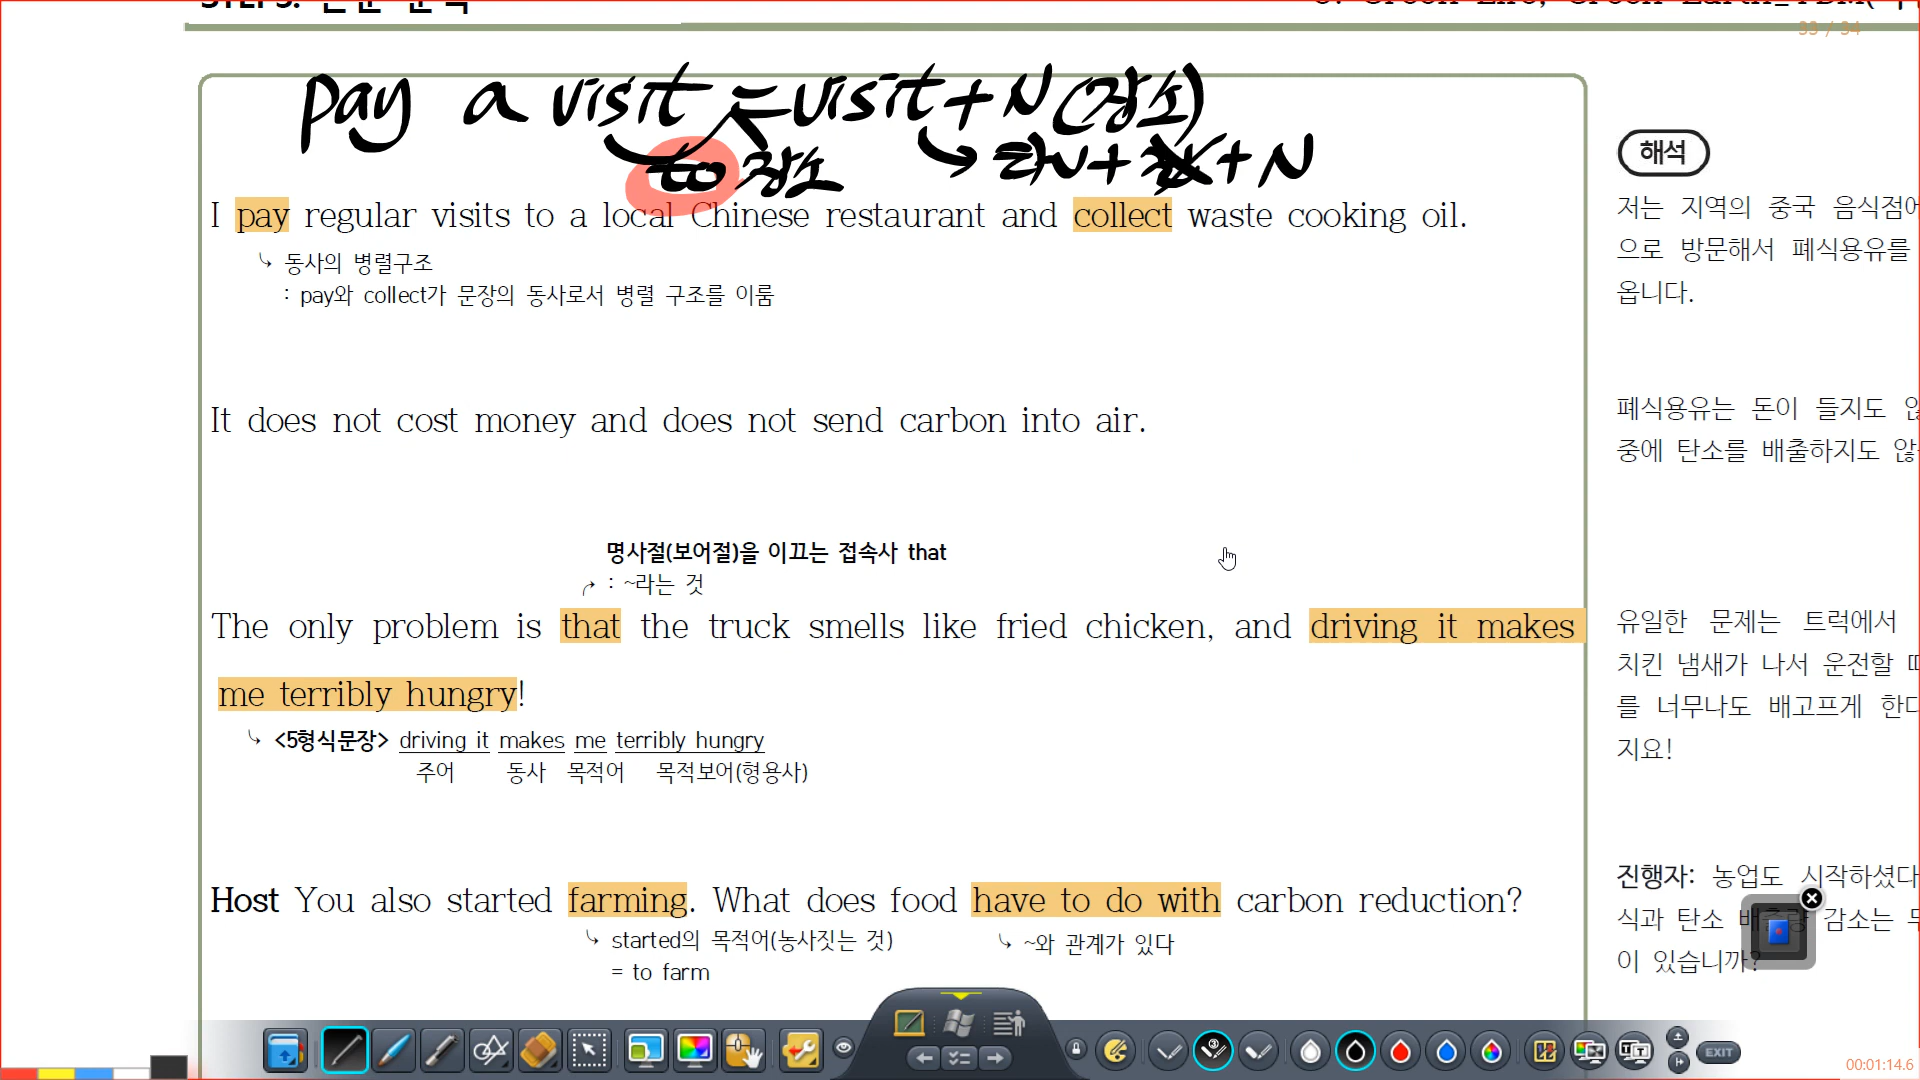 33 / 34
pay a visit = visit + N (장소)
to 장소
타V + 전 + N
해석
I pay regular visits to a local Chinese restaurant and collect waste cooking oil.
저는 지역의 중국 음식점에
동사의 병렬구조
으로 방문해서 폐식용유를
: pay와 collect가 문장의 동사로서 병렬 구조를 이룸
옵니다.
It does not cost money and does not send carbon into air.
폐식용유는 돈이 들지도
중에 탄소를 배출하지도
명사절(보어절)을 이끄는 접속사 that
: ~라는 것
The only problem is that the truck smells like fried chicken, and driving it makes
유일한 문제는 트럭에서
치킨 냄새가 나서 운전할
me terribly hungry!
를 너무나도 배고프게
<5형식문장> driving it makes me terribly hungry
지요!
주어 동사 목적어 목적보어(형용사)
Host You also started farming. What does food have to do with carbon reduction?
진행자: 농업도 시작하셨다
started의 목적어(농사짓는 것)
~와 관계가 있다
식과 탄소 감소는
= to farm
이 있습니까?
EXIT
00:01:14.6